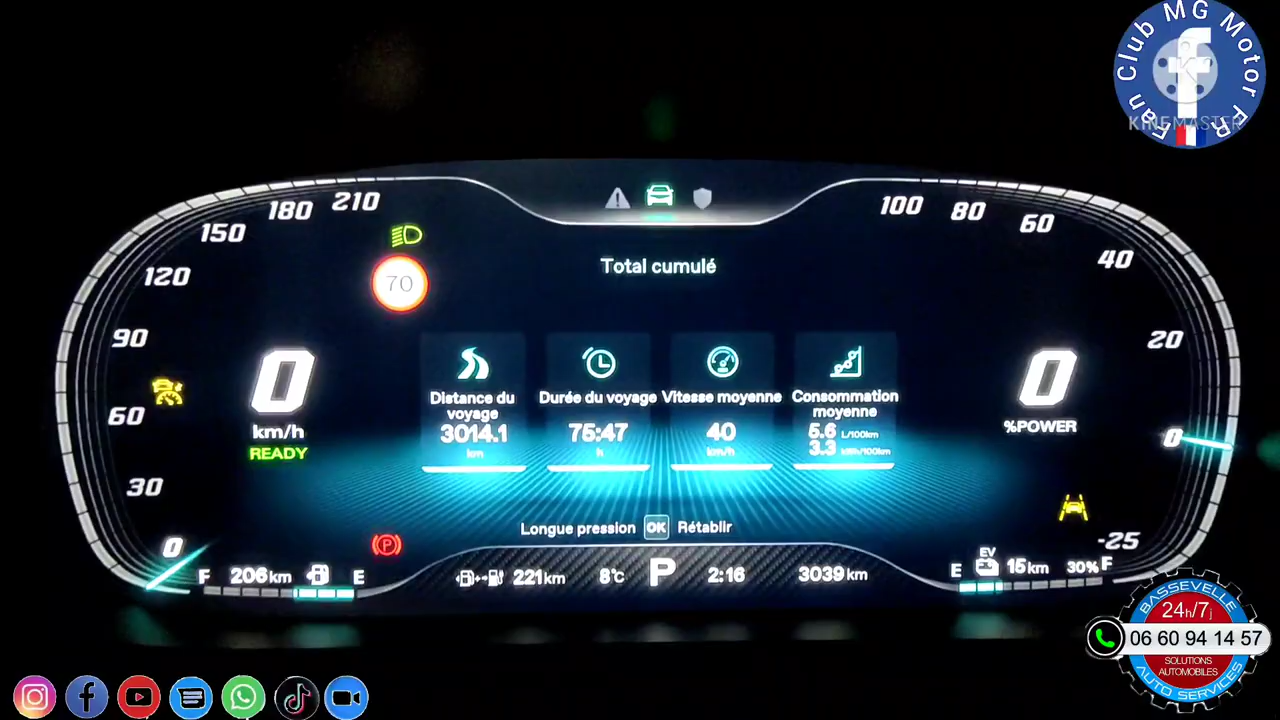 Fan Club MG Motor FR
KINEMASTER
180 210
150
120
90
60
30
0
70
0
km/h
READY
Total cumulé
Distance du
voyage
3014.1
km
Durée du voyage
75:47
h
Vitesse moyenne
40
km/h
Consommation
moyenne
5.6 L/100km
3.3 kWh/100km
Longue pression OK Rétablir
100 80 60
40
20
0
-25
0
%POWER
P
F 206km E
221km 8°C P 2:16 3039km
EV
E 15km 30% F
BASSEVELLE
24h/7j
06 60 94 14 57
SOLUTIONS
AUTOMOBILES
AUTO SERVICES